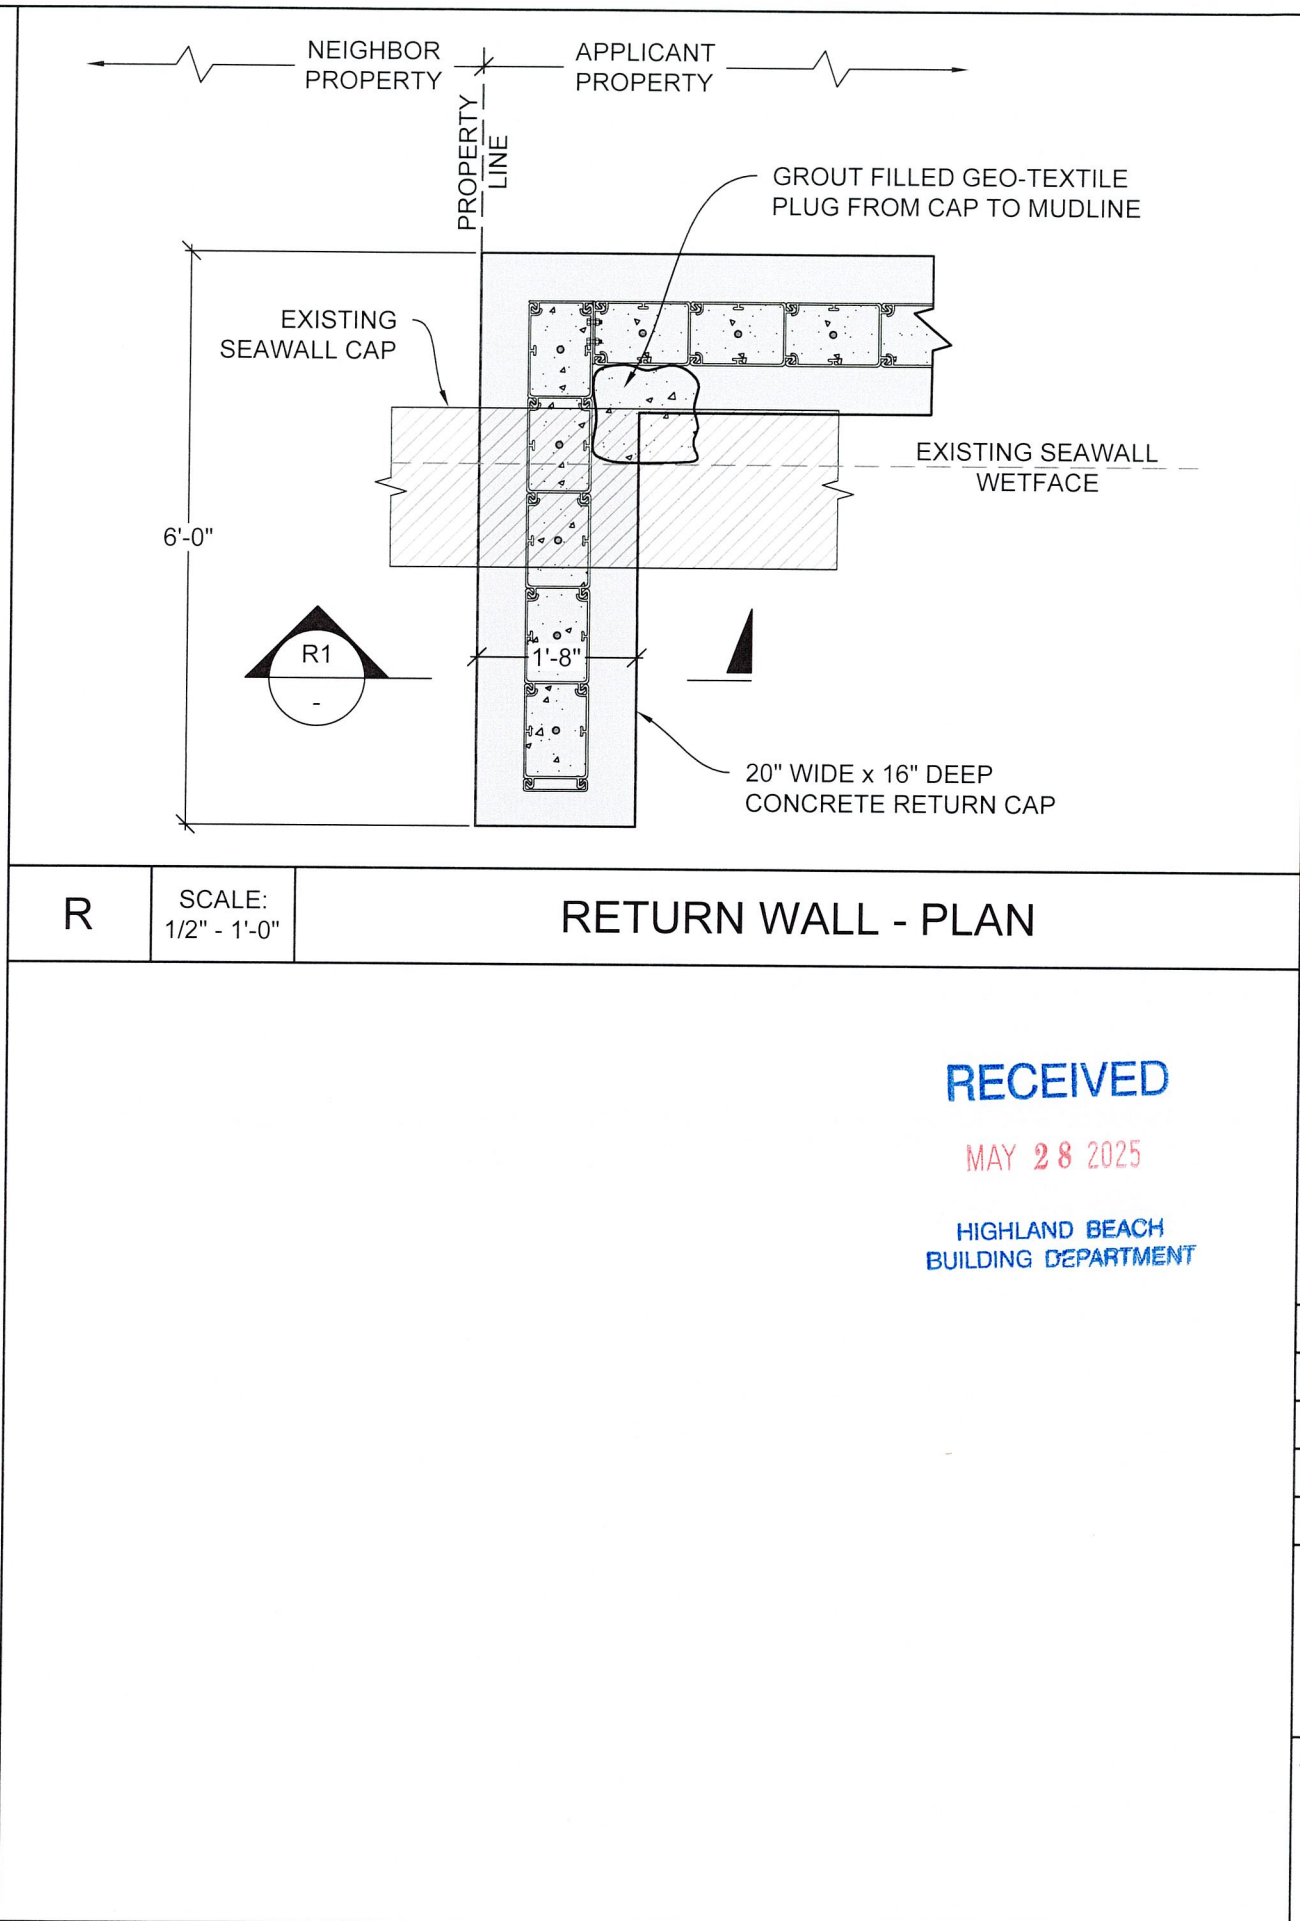 NEIGHBOR
PROPERTY
APPLICANT
PROPERTY
PROPERTY
LINE
GROUT FILLED GEO-TEXTILE
PLUG FROM CAP TO MUDLINE
EXISTING
SEAWALL CAP
EXISTING SEAWALL
WETFACE
6'-0"
R1
-
1'-8"
20" WIDE x 16" DEEP
CONCRETE RETURN CAP
R
SCALE:
1/2" - 1'-0"
RETURN WALL - PLAN
RECEIVED
MAY 28 2025
HIGHLAND BEACH
BUILDING DEPARTMENT